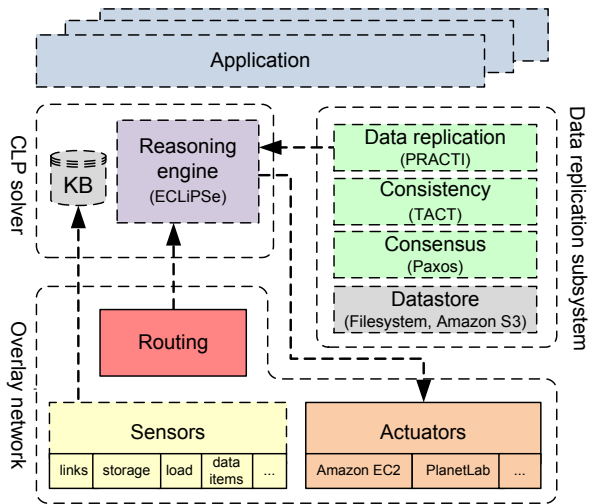 Application
CLP solver
KB
Reasoning
engine
(ECLiPSe)
Data replication
(PRACTI)
Consistency
(TACT)
Consensus
(Paxos)
Datastore
(Filesystem, Amazon S3)
Data replication subsystem
Overlay network
Routing
Sensors
links storage load data items ...
Actuators
Amazon EC2 PlanetLab ...